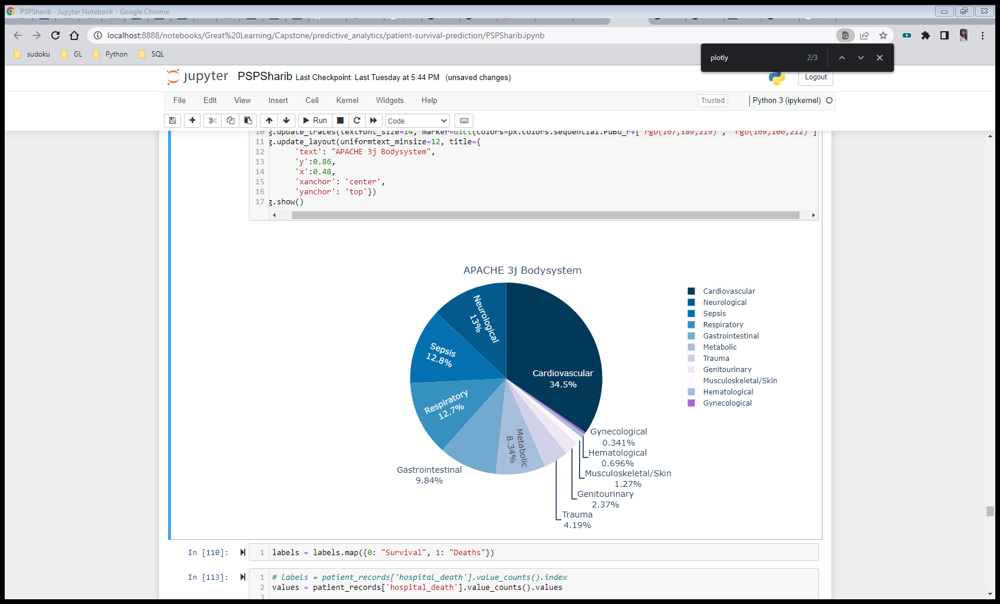 PSPSharib - Jupyter Notebook - Google Chrome
localhost:8888/notebooks/Great%20Learning/Capstone/predictive_analytics/patient-survival-prediction/PSPSharib.ipynb
sudoku GL Python SQL
plotly 2/3
jupyter PSPSharib Last Checkpoint: Last Tuesday at 5:44 PM (unsaved changes)
Logout
File Edit View Insert Cell Kernel Widgets Help
Trusted Python 3 (ipykernel)
Run Code
10 g.update_traces(textfont_size=14, marker=dict(colors=px.colors.sequential.PuBu_r+['rgb(167,189,219)', 'rgb(169,100,212)']
11 g.update_layout(uniformtext_minsize=12, title={
12 'text': "APACHE 3j Bodysystem",
13 'y':0.86,
14 'x':0.48,
15 'xanchor': 'center',
16 'yanchor': 'top'})
17 g.show()
APACHE 3j Bodysystem
Neurological
13%
Sepsis
12.8%
Respiratory
12.7%
Cardiovascular
34.5%
Metabolic
8.34%
Gastrointestinal
9.84%
Gynecological
0.341%
Hematological
0.696%
Musculoskeletal/Skin
1.27%
Genitourinary
2.37%
Trauma
4.19%
Cardiovascular
Neurological
Sepsis
Respiratory
Gastrointestinal
Metabolic
Trauma
Genitourinary
Musculoskeletal/Skin
Hematological
Gynecological
In [110]: 1 labels = labels.map({0: "Survival", 1: "Deaths"})
In [113]: 1 # labels = patient_records['hospital_death'].value_counts().index
2 values = patient_records['hospital_death'].value_counts().values
3